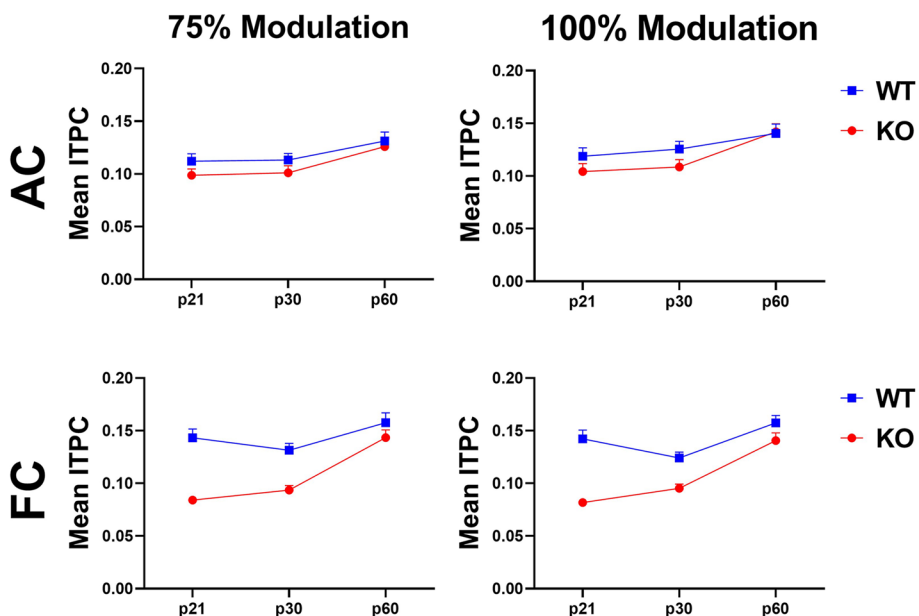 75% Modulation
100% Modulation
AC
Mean ITPC
0.20
0.15
0.10
0.05
0.00
p21 p30 p60
Mean ITPC
0.20
0.15
0.10
0.05
0.00
p21 p30 p60
WT
KO
FC
Mean ITPC
0.20
0.15
0.10
0.05
0.00
p21 p30 p60
Mean ITPC
0.20
0.15
0.10
0.05
0.00
p21 p30 p60
WT
KO